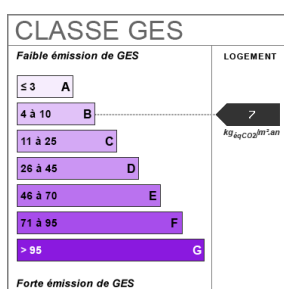 CLASSE GES
Faible émission de GES
LOGEMENT
≤ 3 A
4 à 10 B
7
kgéqCO2/m².an
11 à 25 C
26 à 45 D
46 à 70 E
71 à 95 F
> 95 G
Forte émission de GES